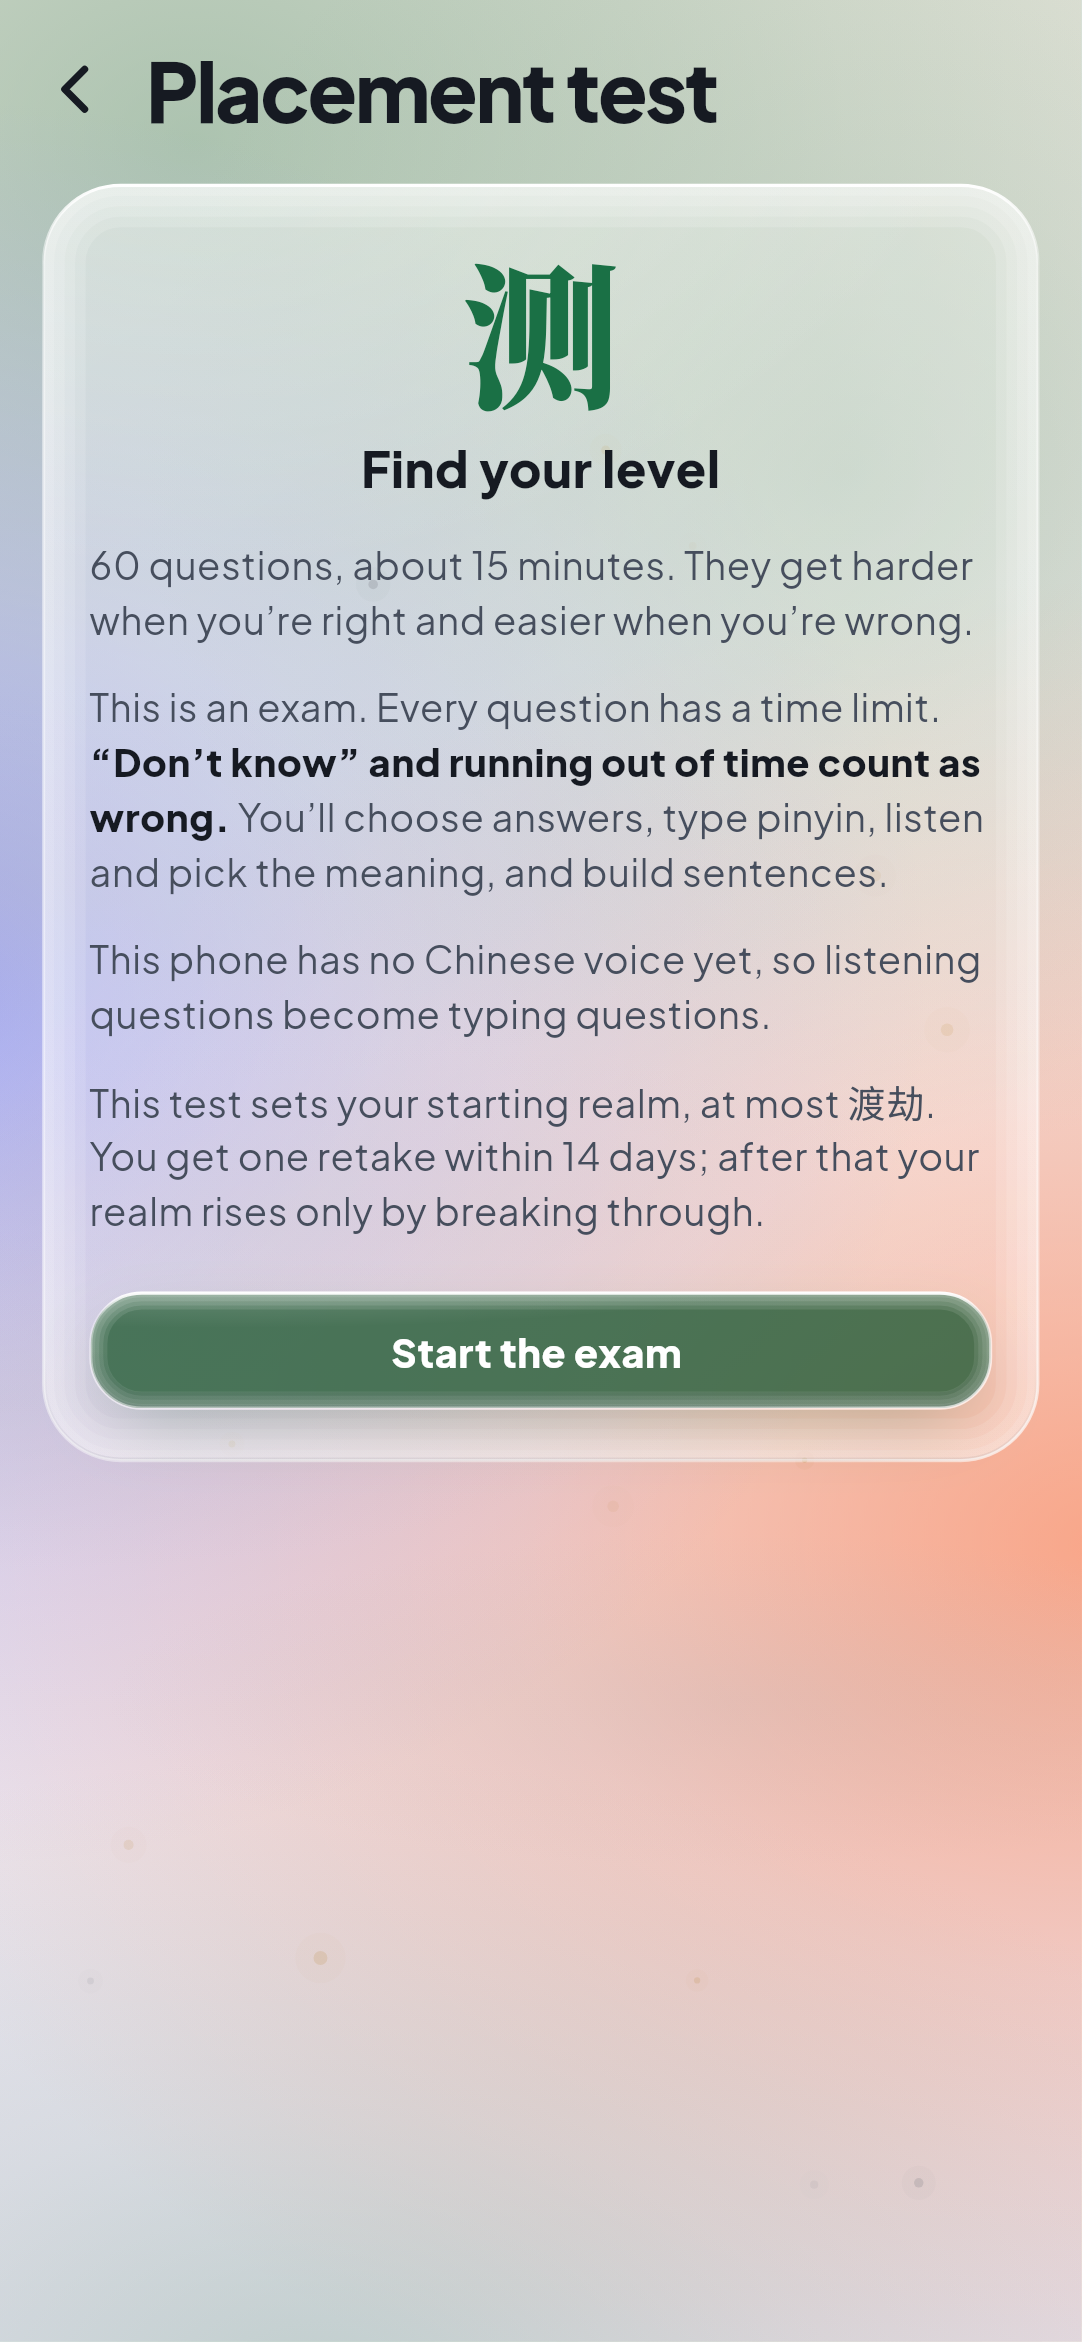 Placement test
测
Find your level
60 questions, about 15 minutes. They get harder
when you’re right and easier when you’re wrong.
This is an exam. Every question has a time limit.
“Don’t know” and running out of time count as
wrong. You’ll choose answers, type pinyin, listen
and pick the meaning, and build sentences.
This phone has no Chinese voice yet, so listening
questions become typing questions.
This test sets your starting realm, at most 渡劫.
You get one retake within 14 days; after that your
realm rises only by breaking through.
Start the exam